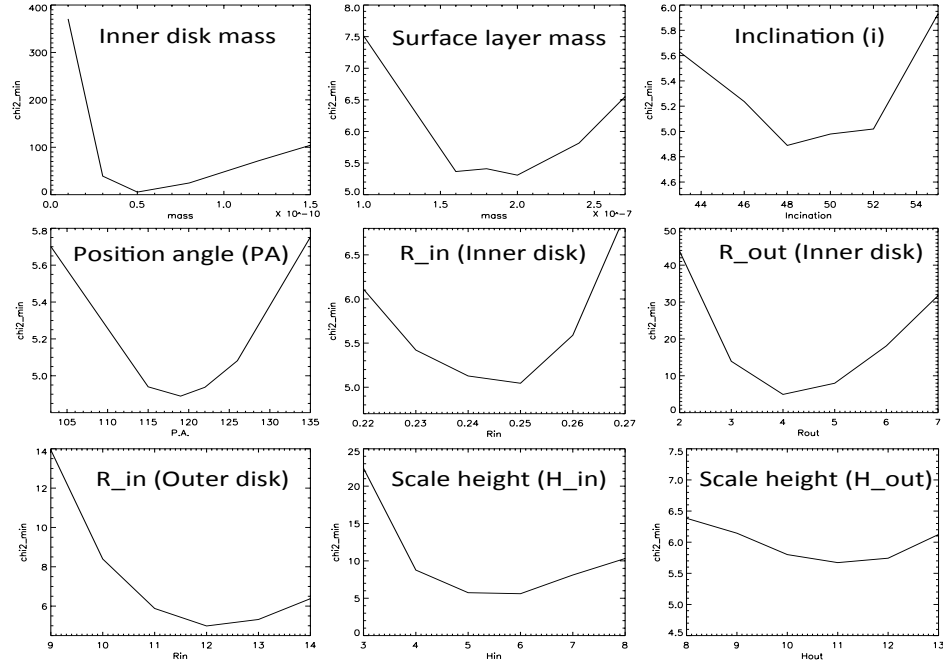 Inner disk mass
400
300
200
100
0
chi2_min
0.0 0.5 1.0 1.5
mass
X 10^-10
Surface layer mass
8.0
7.5
7.0
6.5
6.0
5.5
5.0
chi2_min
1.0 1.5 2.0 2.5
mass
X 10^-7
Inclination (i)
6.0
5.8
5.6
5.4
5.2
5.0
4.8
4.6
chi2_min
44 46 48 50 52 54
Incination
Position angle (PA)
5.8
5.6
5.4
5.2
5.0
chi2_min
105 110 115 120 125 130 135
P.A.
R_in (Inner disk)
6.5
6.0
5.5
5.0
chi2_min
0.22 0.23 0.24 0.25 0.26 0.27
Rin
R_out (Inner disk)
50
40
30
20
10
0
chi2_min
2 3 4 5 6 7
Rout
R_in (Outer disk)
14
12
10
8
6
chi2_min
9 10 11 12 13 14
Rin
Scale height (H_in)
25
20
15
10
5
0
chi2_min
3 4 5 6 7 8
Hin
Scale height (H_out)
7.5
7.0
6.5
6.0
5.5
5.0
4.5
chi2_min
8 9 10 11 12 13
Hout